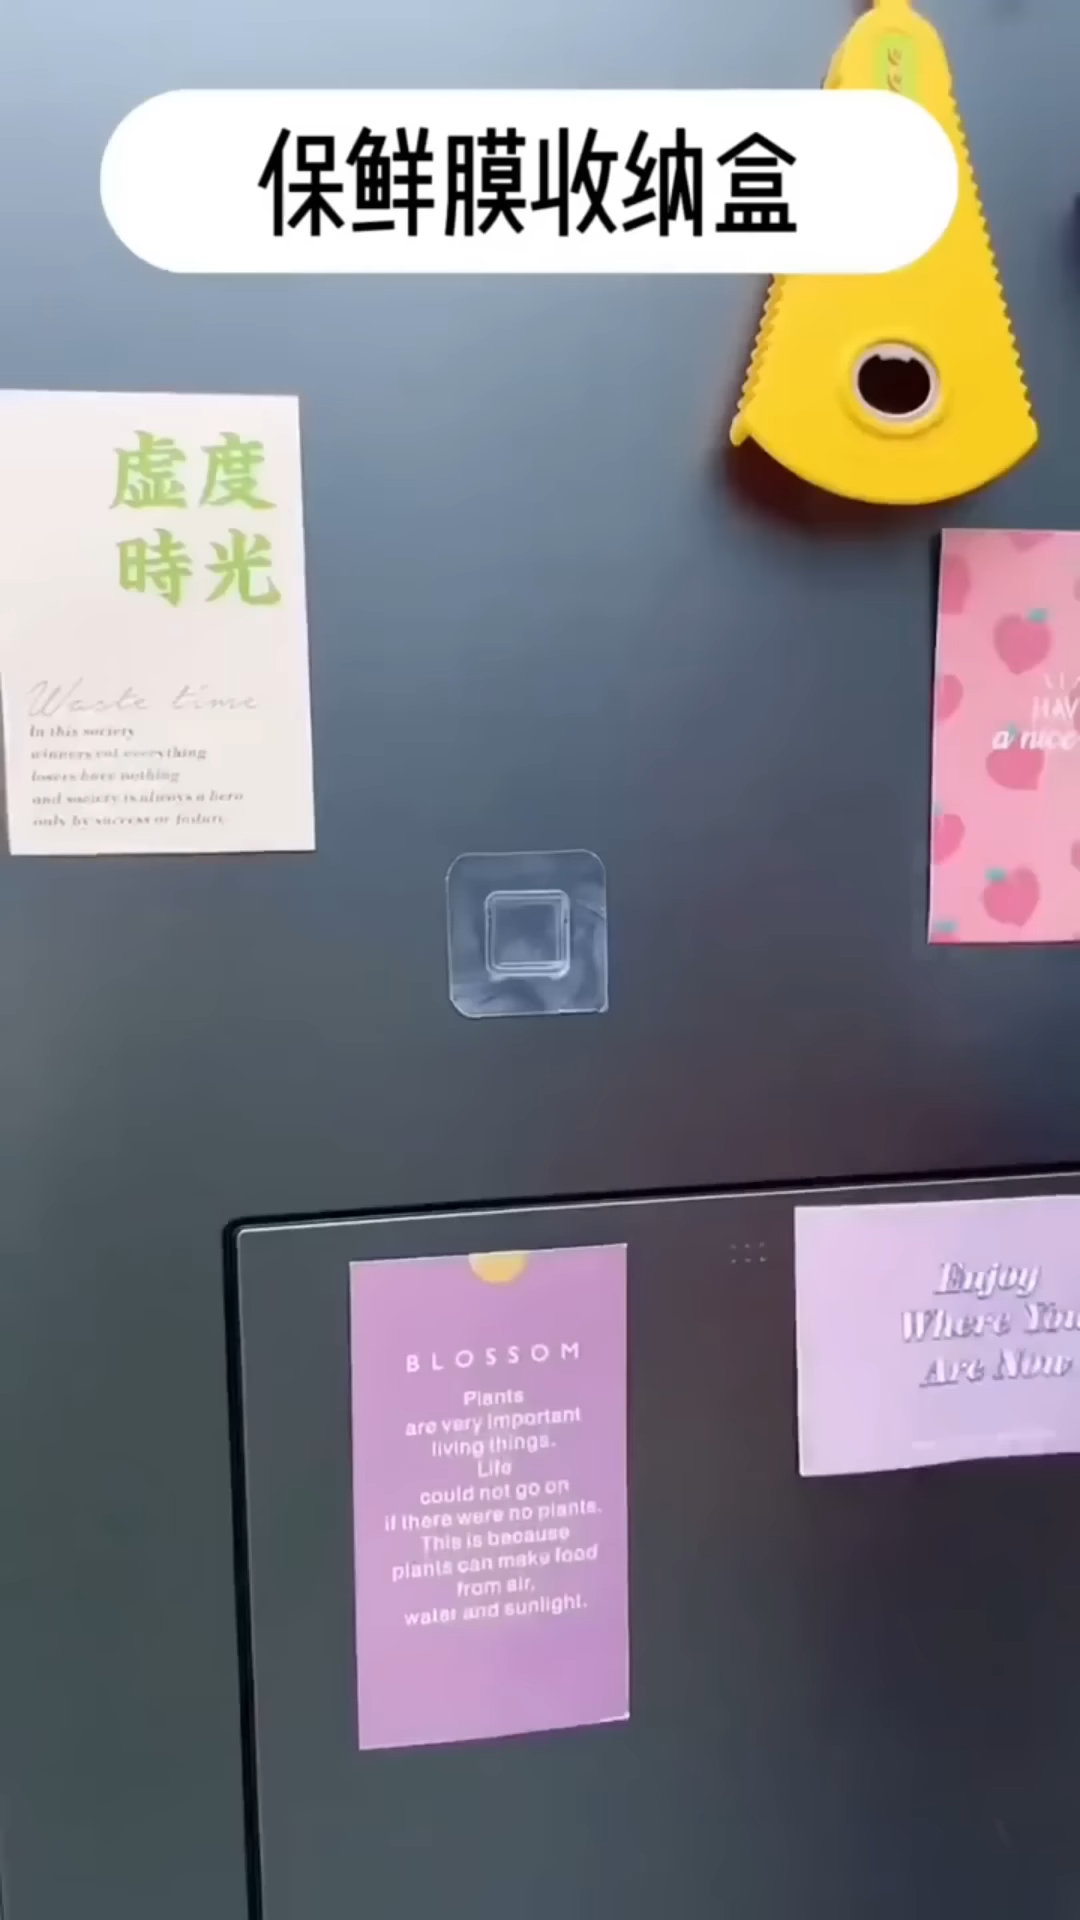 保鲜膜收纳盒
虚度
時光
Waste time
In this society
winners eat everything
losers have nothing
and society is always a hero
only by success or failure
HAV
a nice
BLOSSOM
Plants
are very important
living things.
Life
could not go on
if there were no plants.
This is because
plants can make food
from air,
water and sunlight.
Enjoy
Where You
Are Now